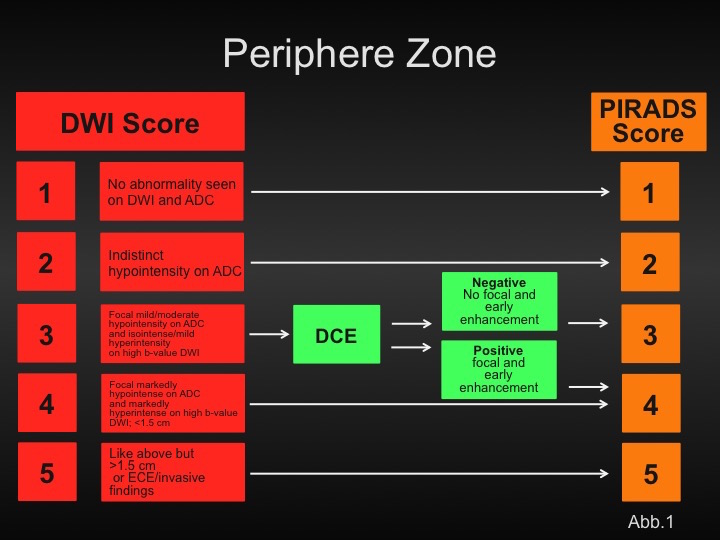 Periphere Zone
DWI Score
PIRADS
Score
1
No abnormality seen
on DWI and ADC
1
2
Indistinct
hypointensity on ADC
2
3
Focal mild/moderate
hypointensity on ADC
and isointense/mild
hyperintensity
on high b-value DWI
DCE
Negative
No focal and
early
enhancement
Positive
focal and
early
enhancement
3
4
Focal markedly
hypointense on ADC
and markedly
hyperintense on high b-value
DWI; <1.5 cm
4
5
Like above but
>1.5 cm
or ECE/invasive
findings
5
Abb.1